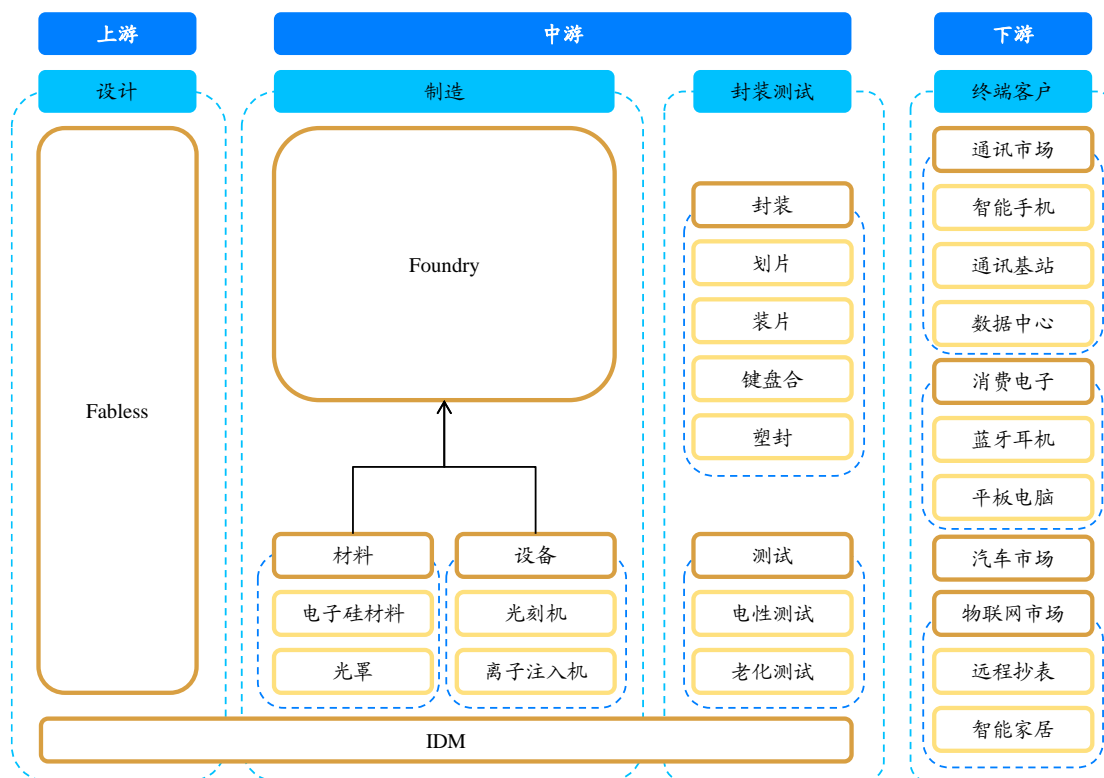 上游
中游
下游
设计
制造
封装测试
终端客户
Fabless
Foundry
材料
电子硅材料
光罩
设备
光刻机
离子注入机
封装
划片
装片
键盘合
塑封
测试
电性测试
老化测试
通讯市场
智能手机
通讯基站
数据中心
消费电子
蓝牙耳机
平板电脑
汽车市场
物联网市场
远程抄表
智能家居
IDM